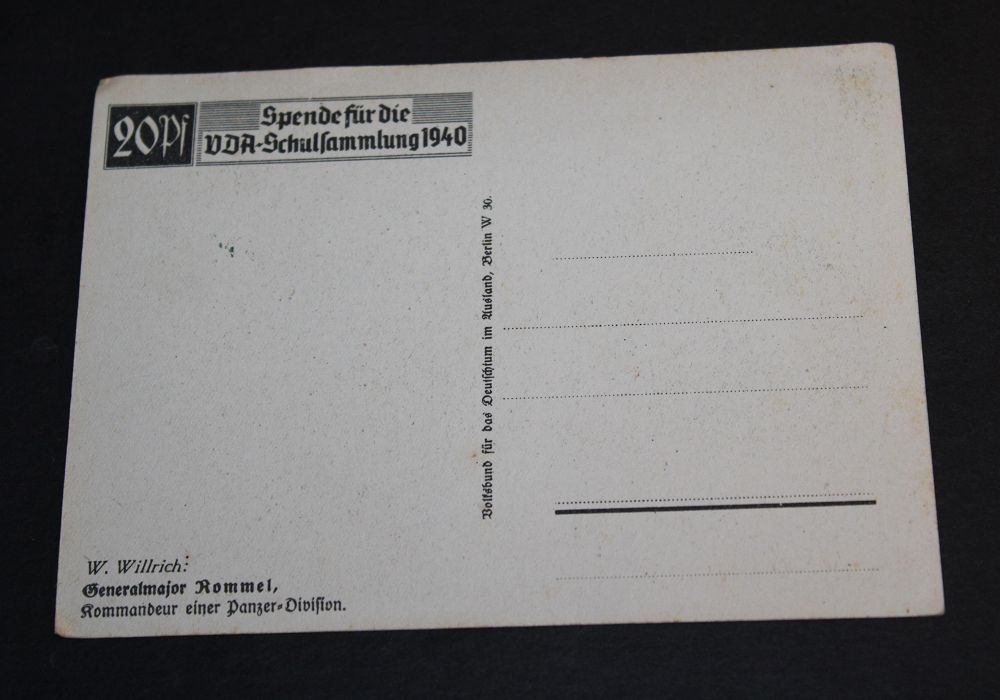 20Pf
Spende für die
VDA-Schulsammlung 1940
Volksbund für das Deutschtum im Ausland, Berlin W 30.
W. Willrich:
Generalmajor Rommel,
Kommandeur einer Panzer-Division.